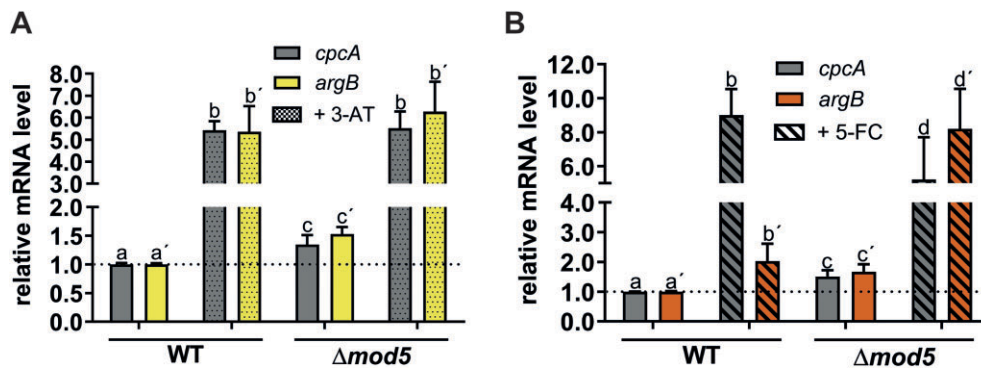 A
relative mRNA level
8.0
7.0
6.0
5.0
4.0
3.0
2.0
1.5
1.0
0.5
0.0
cpcA
argB
+ 3-AT
a a´ b b´ c c´ b b´
WT Δmod5
B
relative mRNA level
12.0
10.0
8.0
6.0
4.0
2.0
1.0
0.0
cpcA
argB
+ 5-FC
a a´ b b´ c c´ d d´
WT Δmod5